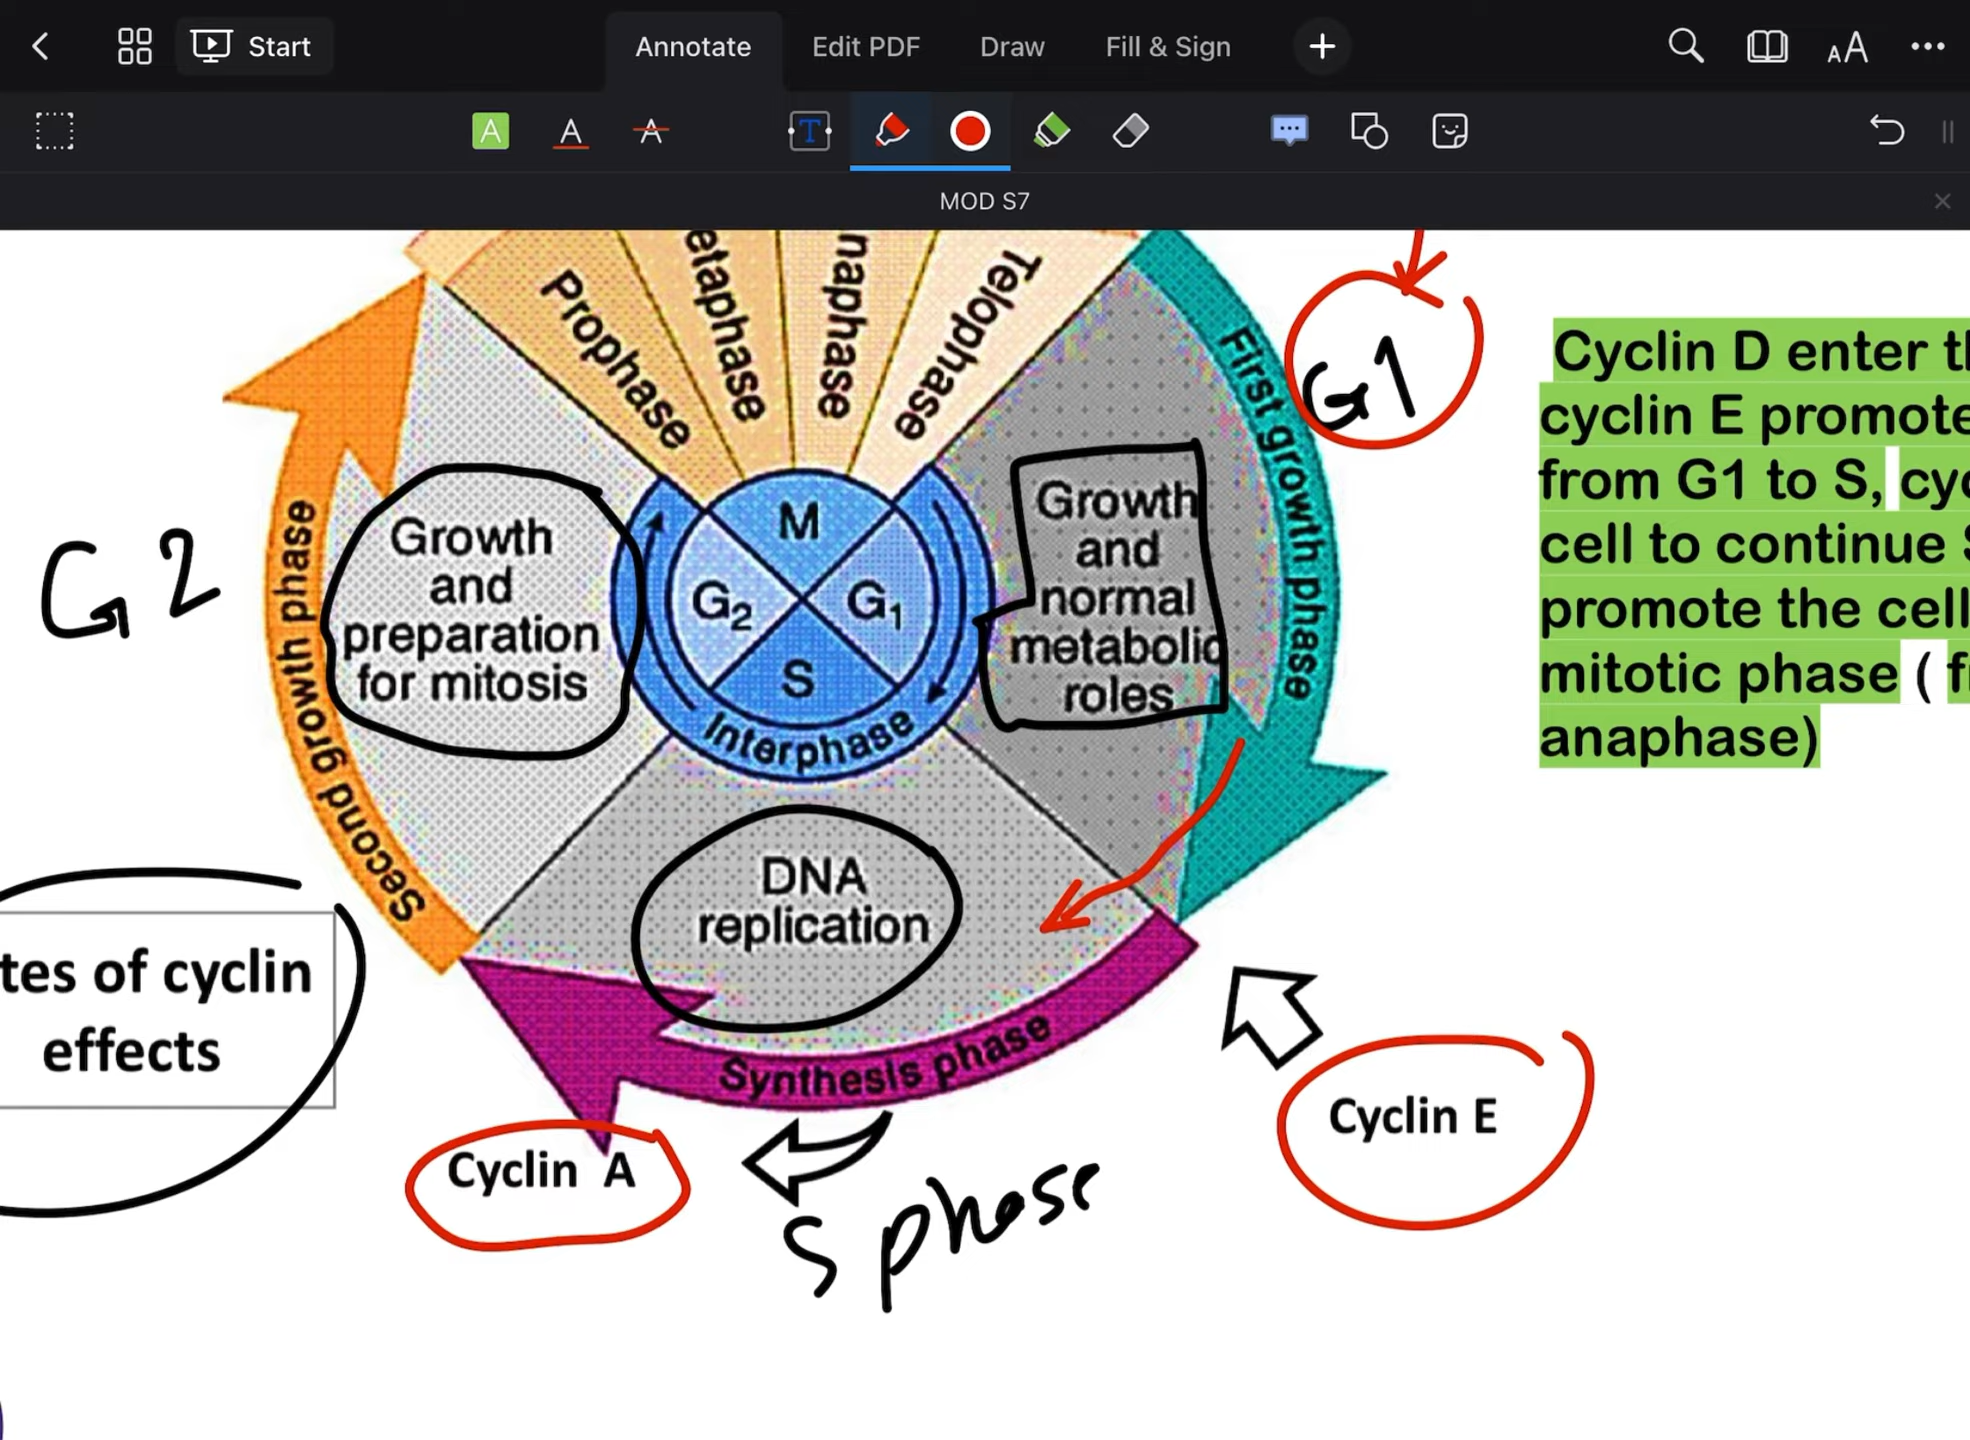 Start
Annotate
Edit PDF
Draw
Fill & Sign
AA
A
A
A
T
MOD S7
Prophase
etaphase
naphase
Telophase
First growth phase
G1
Growth
and
normal
metabolic
roles
M
G₂
G₁
S
Interphase
Growth
and
preparation
for mitosis
G2
Second growth phase
DNA
replication
Synthesis phase
Cyclin A
S phase
Cyclin E
tes of cyclin
effects
Cyclin D enter t
cyclin E promote
from G1 to S, cy
cell to continue
promote the cell
mitotic phase ( f
anaphase)